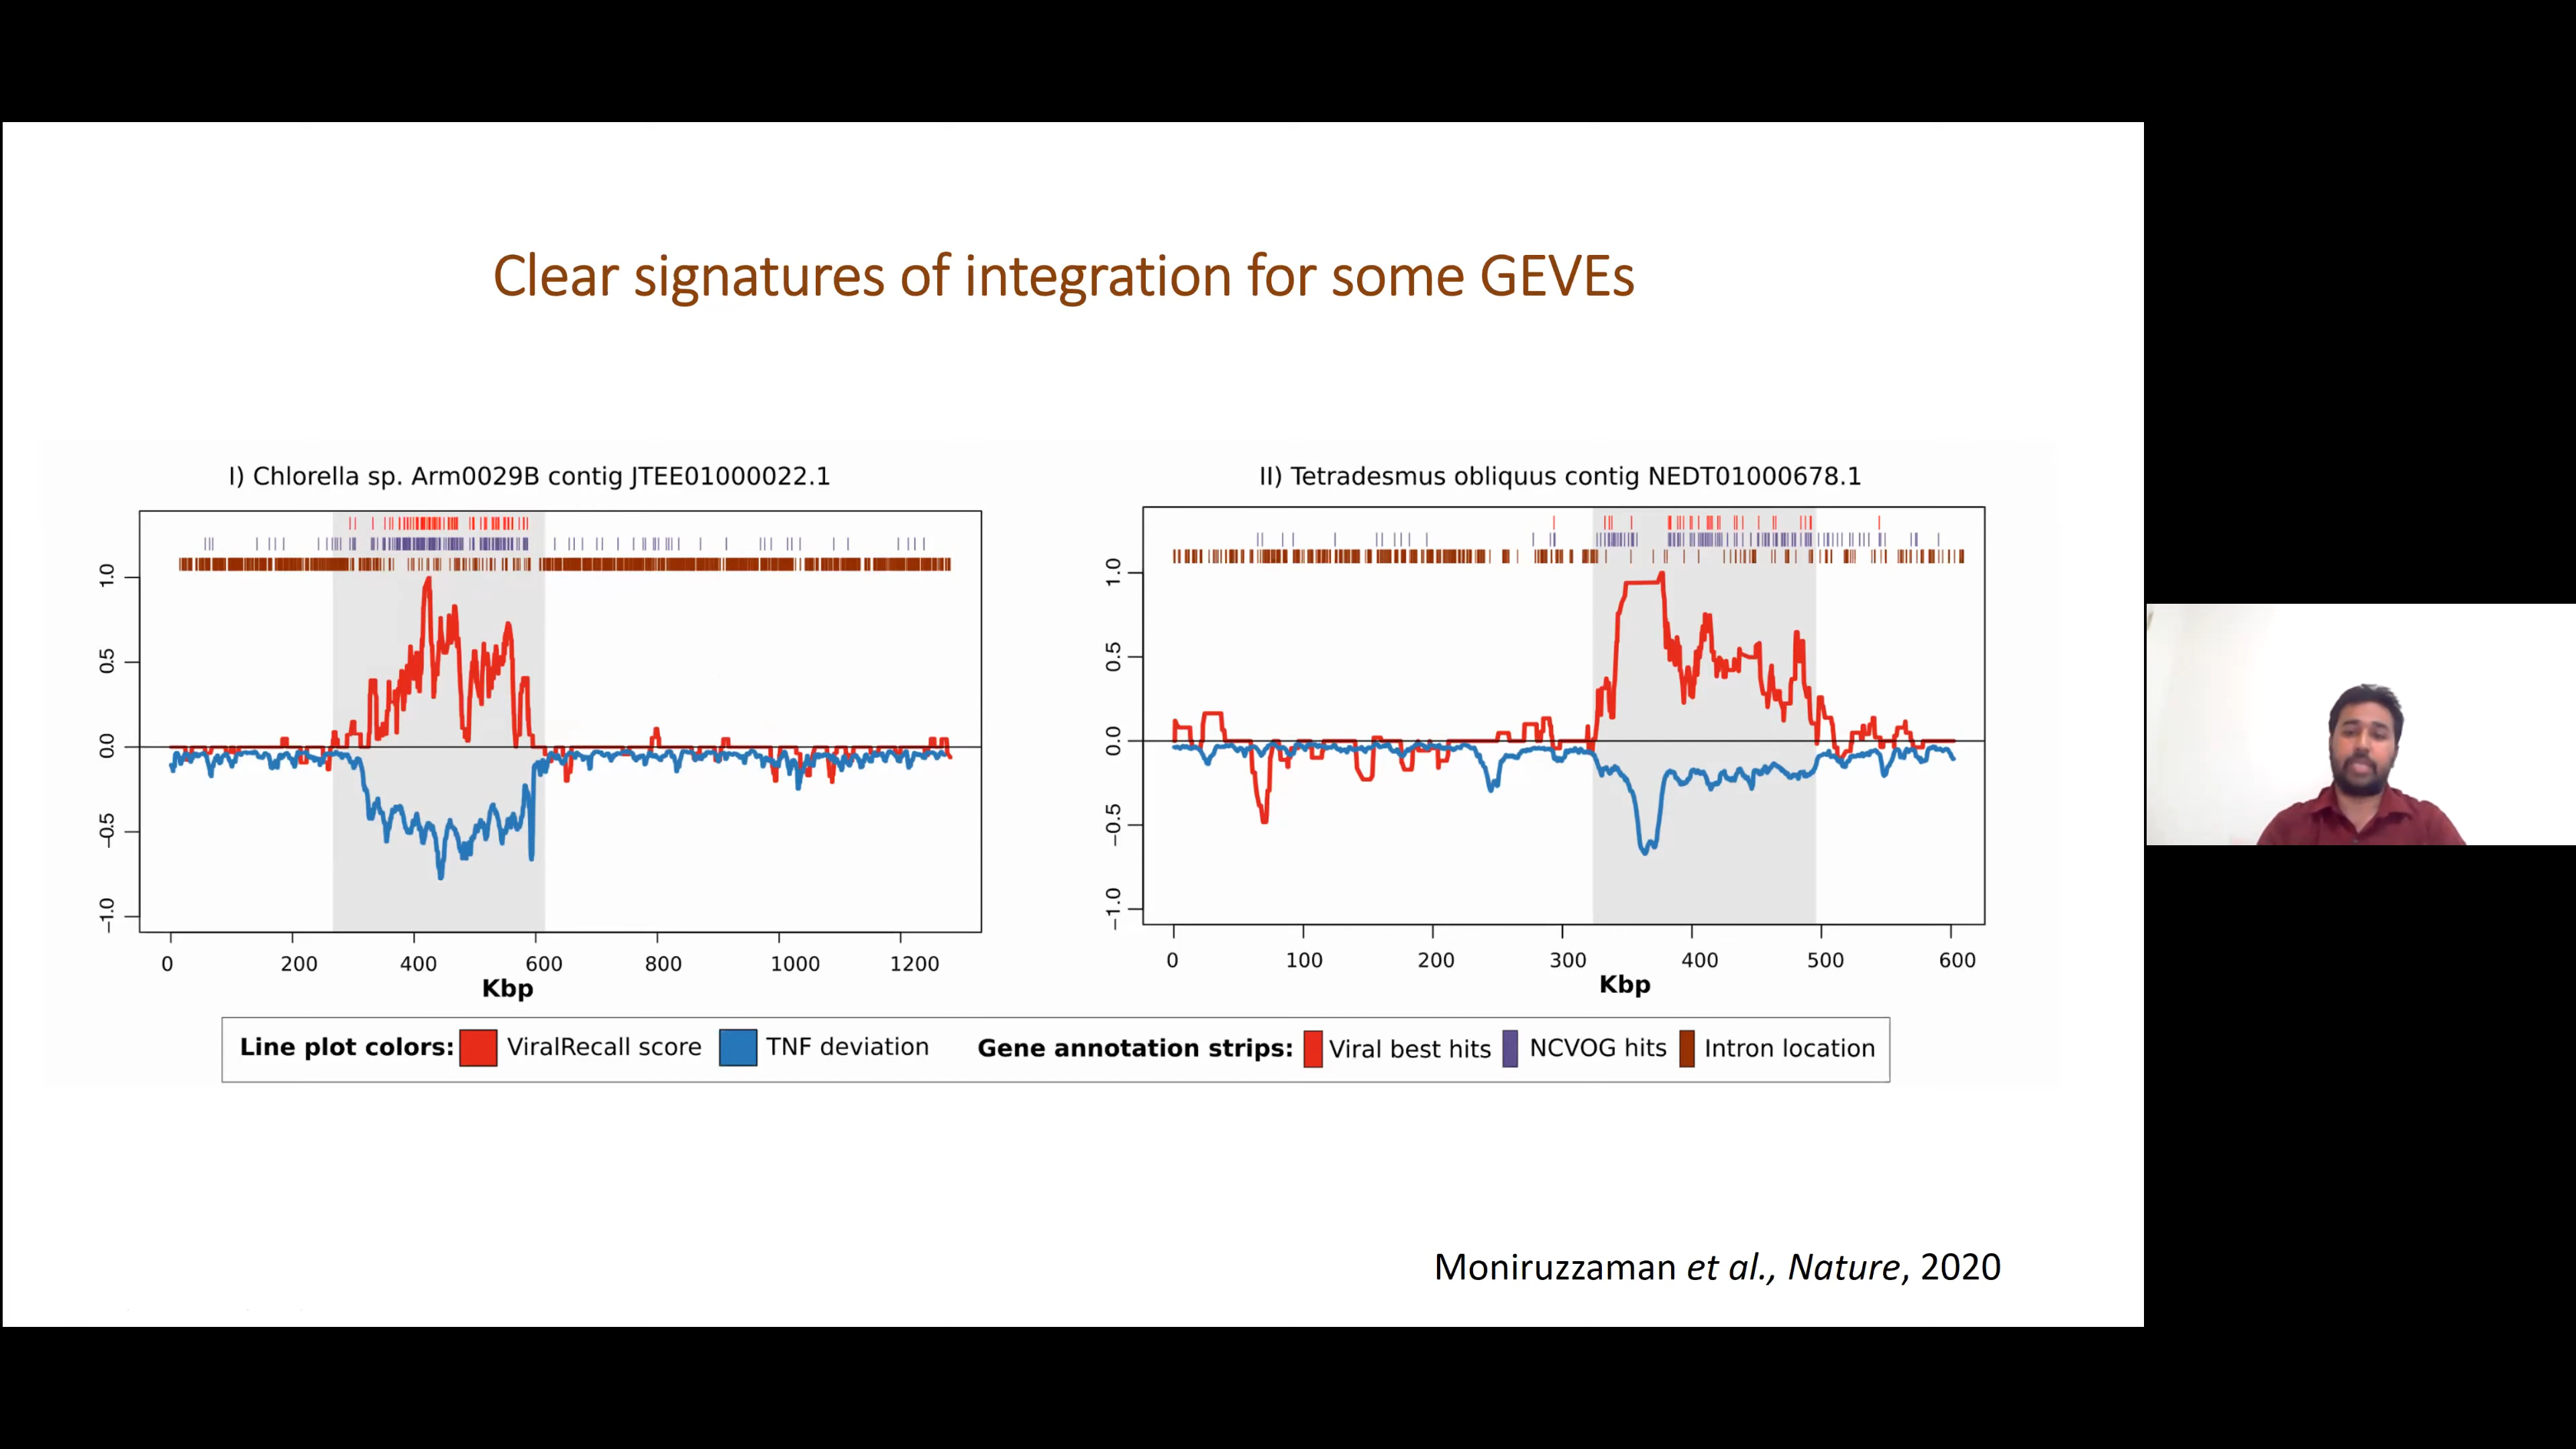 Clear signatures of integration for some GEVEs
I) Chlorella sp. Arm0029B contig JTEE01000022.1
1.0
0.5
0.0
−0.5
−1.0
0 200 400 600 800 1000 1200
Kbp
II) Tetradesmus obliquus contig NEDT01000678.1
1.0
0.5
0.0
−0.5
−1.0
0 100 200 300 400 500 600
Kbp
Line plot colors: ViralRecall score TNF deviation Gene annotation strips: Viral best hits NCVOG hits Intron location
Moniruzzaman et al., Nature, 2020